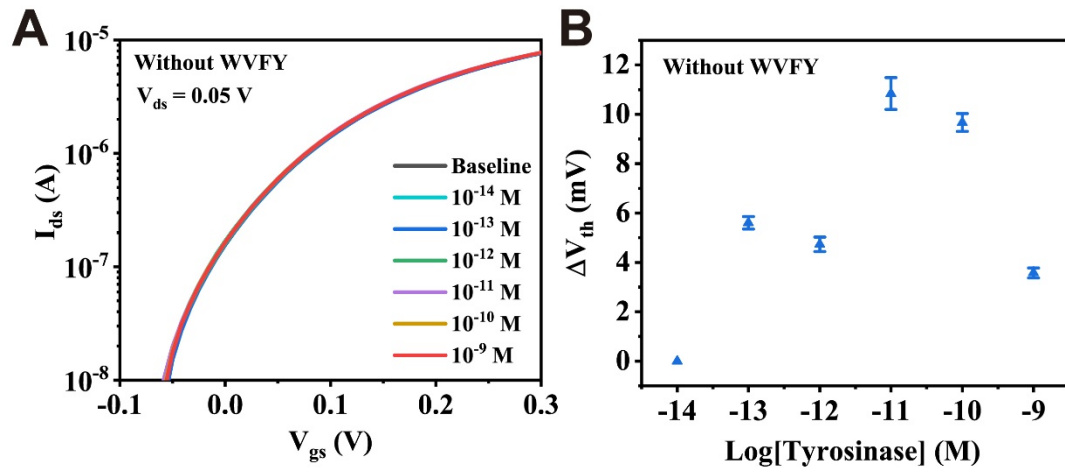 A
Without WVFY
V_ds = 0.05 V
10^-5
10^-6
10^-7
10^-8
I_ds (A)
Baseline
10^-14 M
10^-13 M
10^-12 M
10^-11 M
10^-10 M
10^-9 M
-0.1 0.0 0.1 0.2 0.3
V_gs (V)
B
Without WVFY
12
10
8
6
4
2
0
ΔV_th (mV)
-14 -13 -12 -11 -10 -9
Log[Tyrosinase] (M)